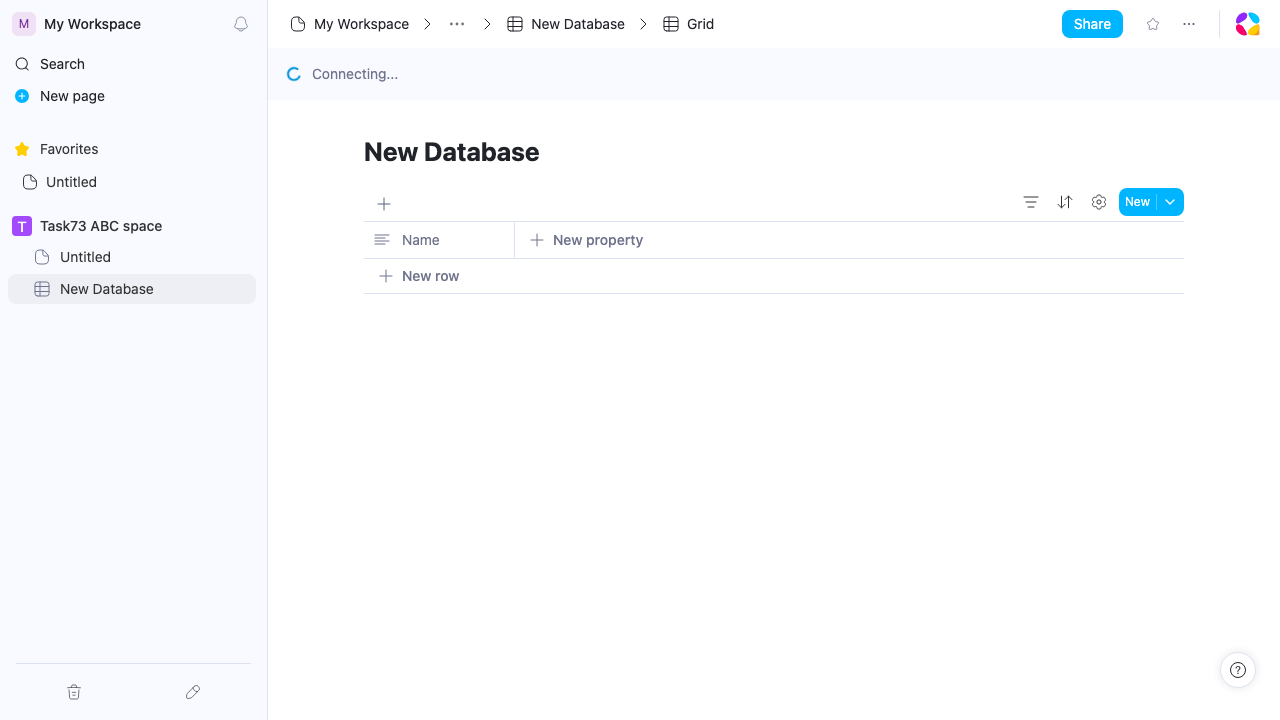 M My Workspace
Search
New page
Favorites
Untitled
T Task73 ABC space
Untitled
New Database
My Workspace
New Database
Grid
Share
Connecting...
New Database
New
Name
New property
New row